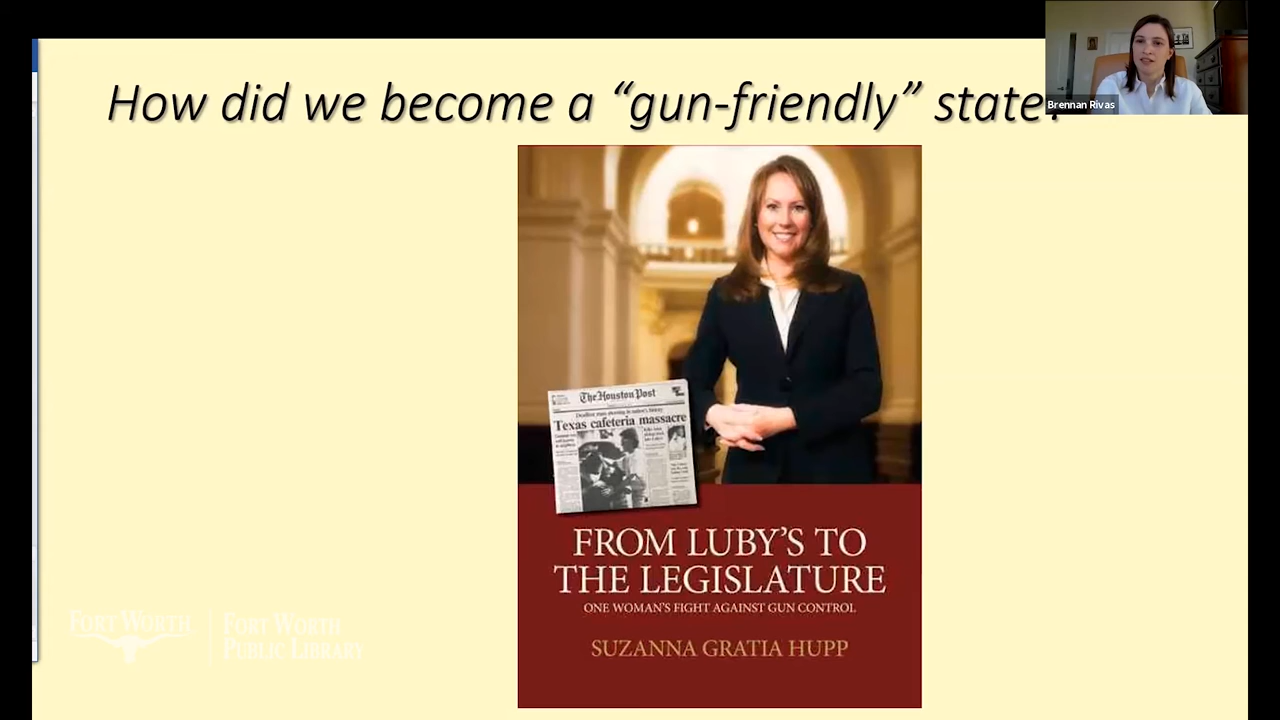 How did we become a “gun-friendly” state?
Brennan Rivas
The Houston Post
Texas cafeteria massacre
FROM LUBY’S TO
THE LEGISLATURE
ONE WOMAN’S FIGHT AGAINST GUN CONTROL
SUZANNA GRATIA HUPP
FORT WORTH
FORT WORTH
PUBLIC LIBRARY